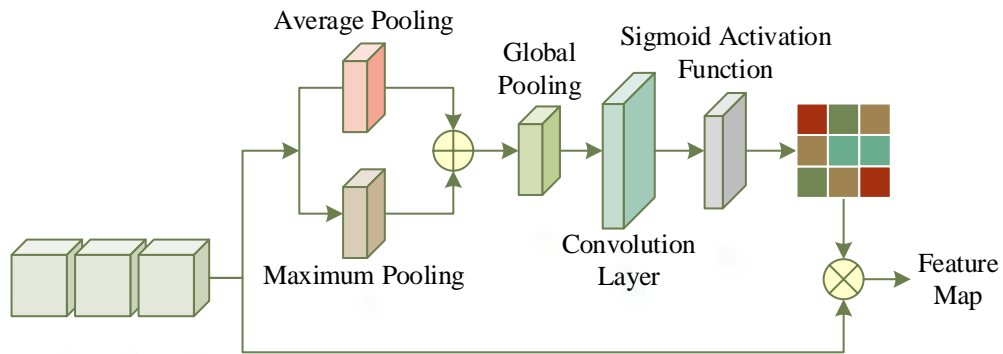 Average Pooling
Global
Pooling
Sigmoid Activation
Function
Maximum Pooling
Convolution
Layer
Feature
Map